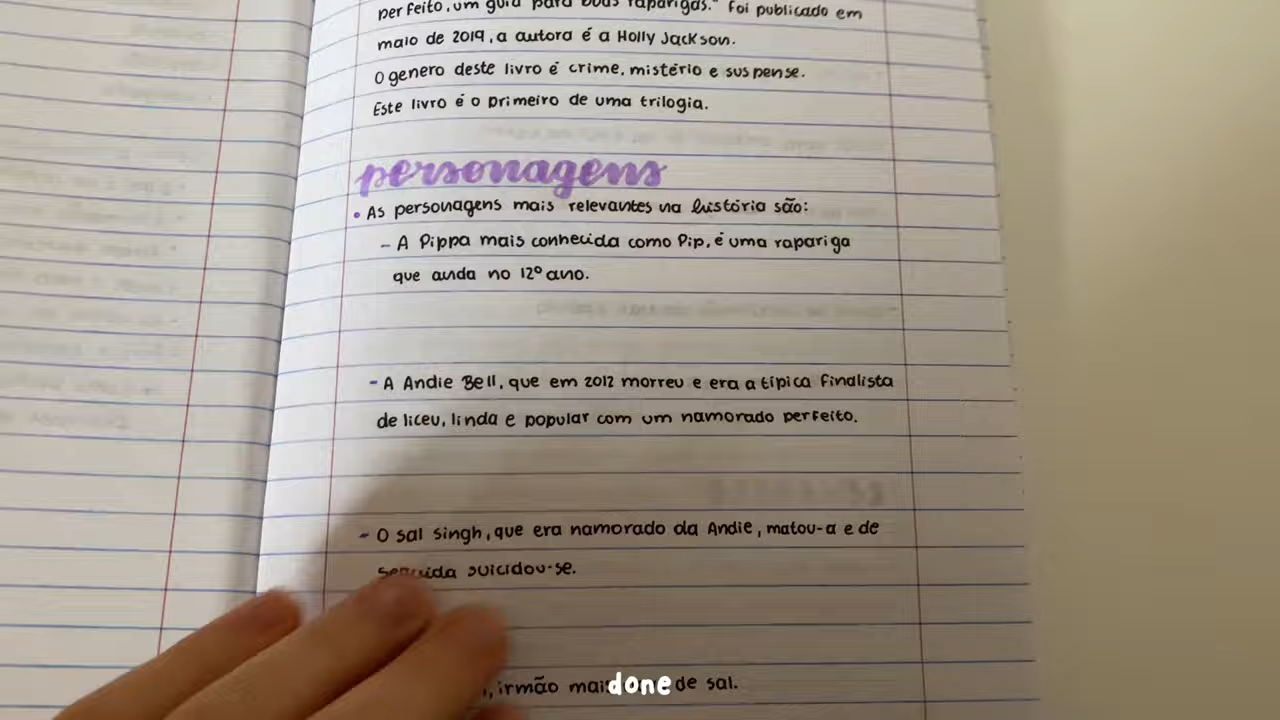 perfeito, um guia para boas raparigas." Foi publicado em
maio de 2019, a autora é a Holly Jackson.
O genero deste livro é crime, mistério e suspense.
Este livro é o primeiro de uma trilogia.
personagens
• As personagens mais relevantes na história são:
- A Pippa mais conhecida como Pip, é uma rapariga
que anda no 12º ano.
- A Andie Bell, que em 2012 morreu e era a típica finalista
de liceu, linda e popular com um namorado perfeito.
- O sal singh, que era namorado da Andie, matou-a e de
seguida suicidou-se.
, irmão mais de sal.
done